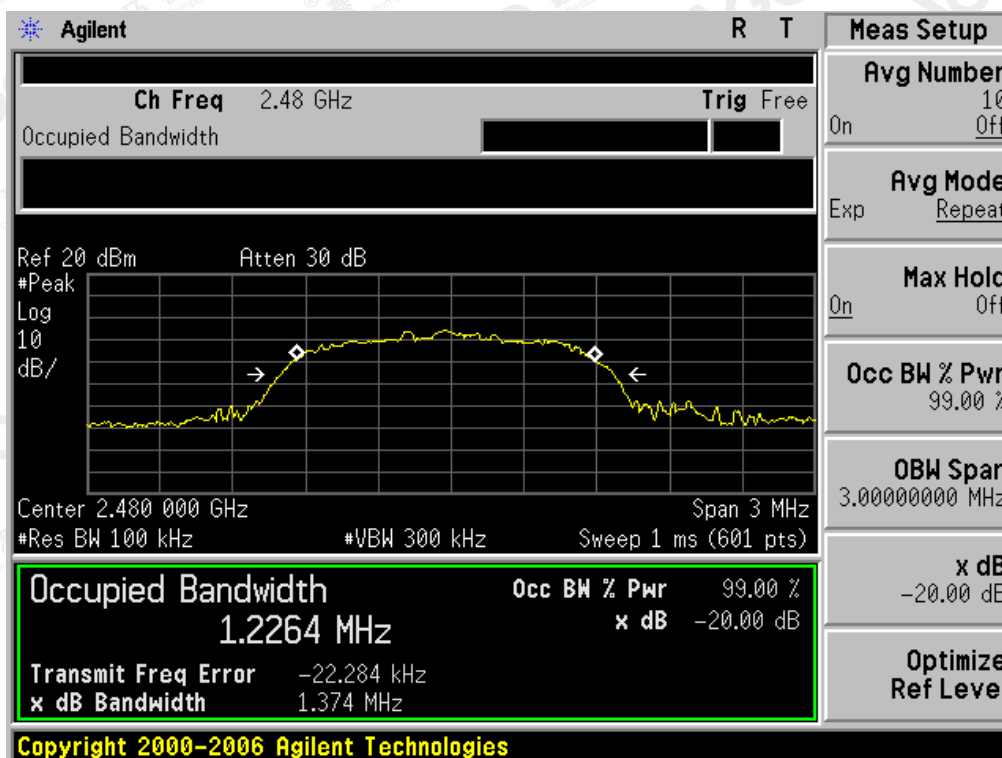 Agilent R T
Meas Setup
Ch Freq 2.48 GHz Trig Free
Occupied Bandwidth
Ref 20 dBm Atten 30 dB
#Peak
Log
10
dB/
Center 2.480 000 GHz Span 3 MHz
#Res BW 100 kHz #VBW 300 kHz Sweep 1 ms (601 pts)
Occupied Bandwidth
1.2264 MHz
Occ BW % Pwr 99.00 %
x dB -20.00 dB
Transmit Freq Error -22.284 kHz
x dB Bandwidth 1.374 MHz
Copyright 2000-2006 Agilent Technologies
Avg Number
10
On Off
Avg Mode
Exp Repeat
Max Hold
On Off
Occ BW % Pwr
99.00 %
OBW Span
3.00000000 MHz
x dB
-20.00 dB
Optimize
Ref Level